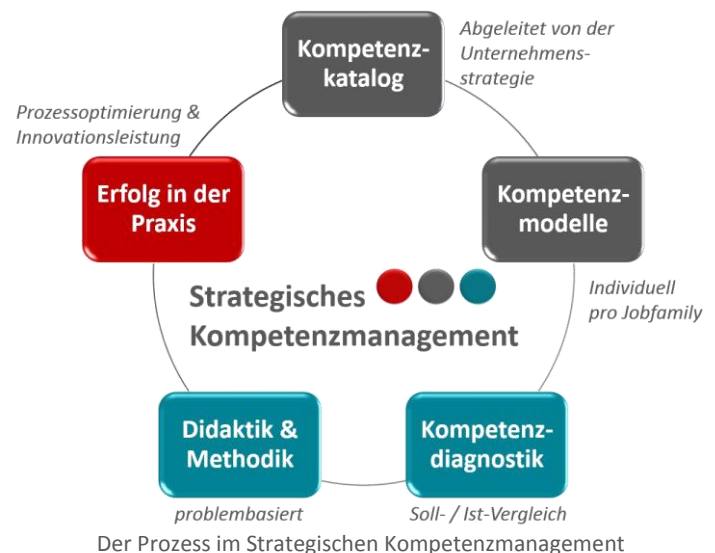 Kompetenz-
katalog
Abgeleitet von der
Unternehmens-
strategie
Prozessoptimierung &
Innovationsleistung
Erfolg in der
Praxis
Kompetenz-
modelle
Individuell
pro Jobfamily
Strategisches
Kompetenzmanagement
Didaktik &
Methodik
problembasiert
Kompetenz-
diagnostik
Soll- / Ist-Vergleich
Der Prozess im Strategischen Kompetenzmanagement